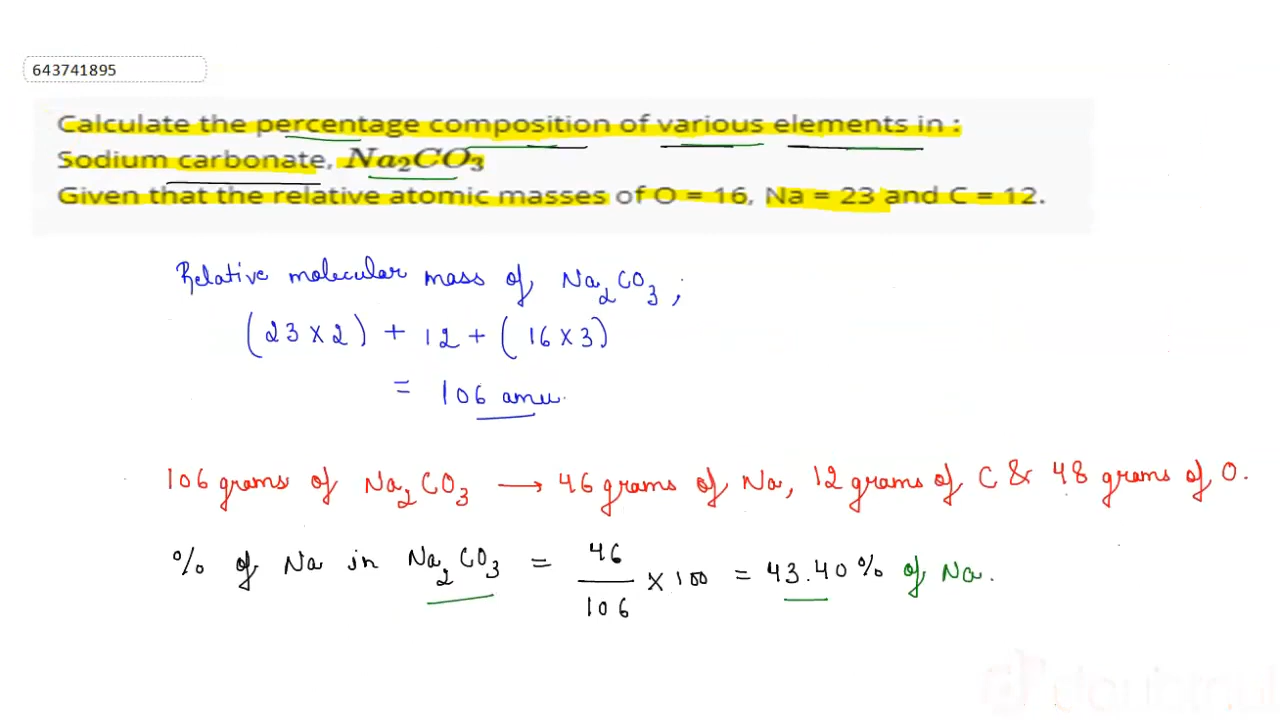 643741895
Calculate the percentage composition of various elements in :
Sodium carbonate, Na₂CO₃
Given that the relative atomic masses of O = 16, Na = 23 and C = 12.
Relative molecular mass of Na₂CO₃;
(23×2) + 12 + (16×3)
= 106 amu.
106 grams of Na₂CO₃ → 46 grams of Na, 12 grams of C & 48 grams of O.
% of Na in Na₂CO₃ = 46/106 × 100 = 43.40% of Na.
doubtnut